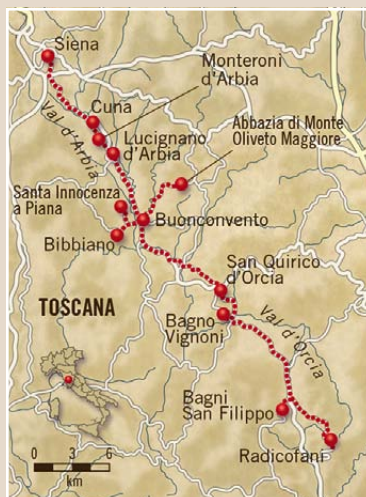 Siena
Monteroni
d'Arbia
Cuna
Val d'Arbia
Lucignano
d'Arbia
Abbazia di Monte
Oliveto Maggiore
Santa Innocenza
a Piana
Buonconvento
Bibbiano
San Quirico
d'Orcia
TOSCANA
Bagno
Vignoni
Val d'Orcia
Bagni
San Filippo
Radicofani
0 3 6
km